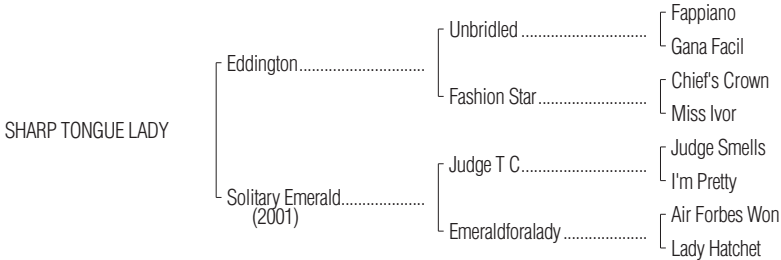 Fappiano
Unbridled ..............................
Gana Facil
Eddington..............................
Chief's Crown
Fashion Star..........................
Miss Ivor
SHARP TONGUE LADY
Judge Smells
Judge T C..............................
I'm Pretty
Solitary Emerald....................
(2001)
Air Forbes Won
Emeraldforalady ....................
Lady Hatchet